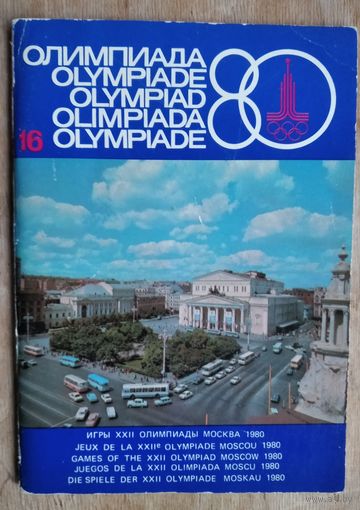 ОЛИМПИАДА
OLYMPIADE
OLYMPIAD
OLIMPIADA
OLYMPIADE
80
16
ИГРЫ XXII ОЛИМПИАДЫ МОСКВА 1980
JEUX DE LA XXIIᵉ OLYMPIADE MOSCOU 1980
GAMES OF THE XXII OLYMPIAD MOSCOW 1980
JUEGOS DE LA XXII OLIMPIADA MOSCU 1980
DIE SPIELE DER XXII OLYMPIADE MOSKAU 1980